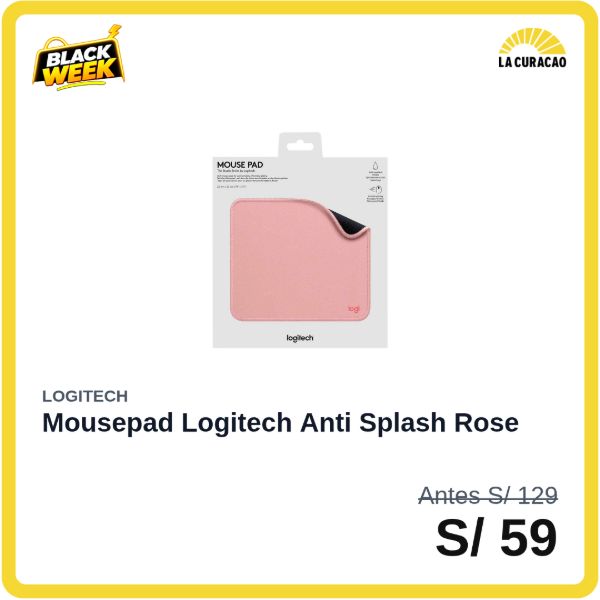 BLACK
WEEK
LA CURACAO
MOUSE PAD
logi
logitech
LOGITECH
Mousepad Logitech Anti Splash Rose
Antes S/ 129
S/ 59